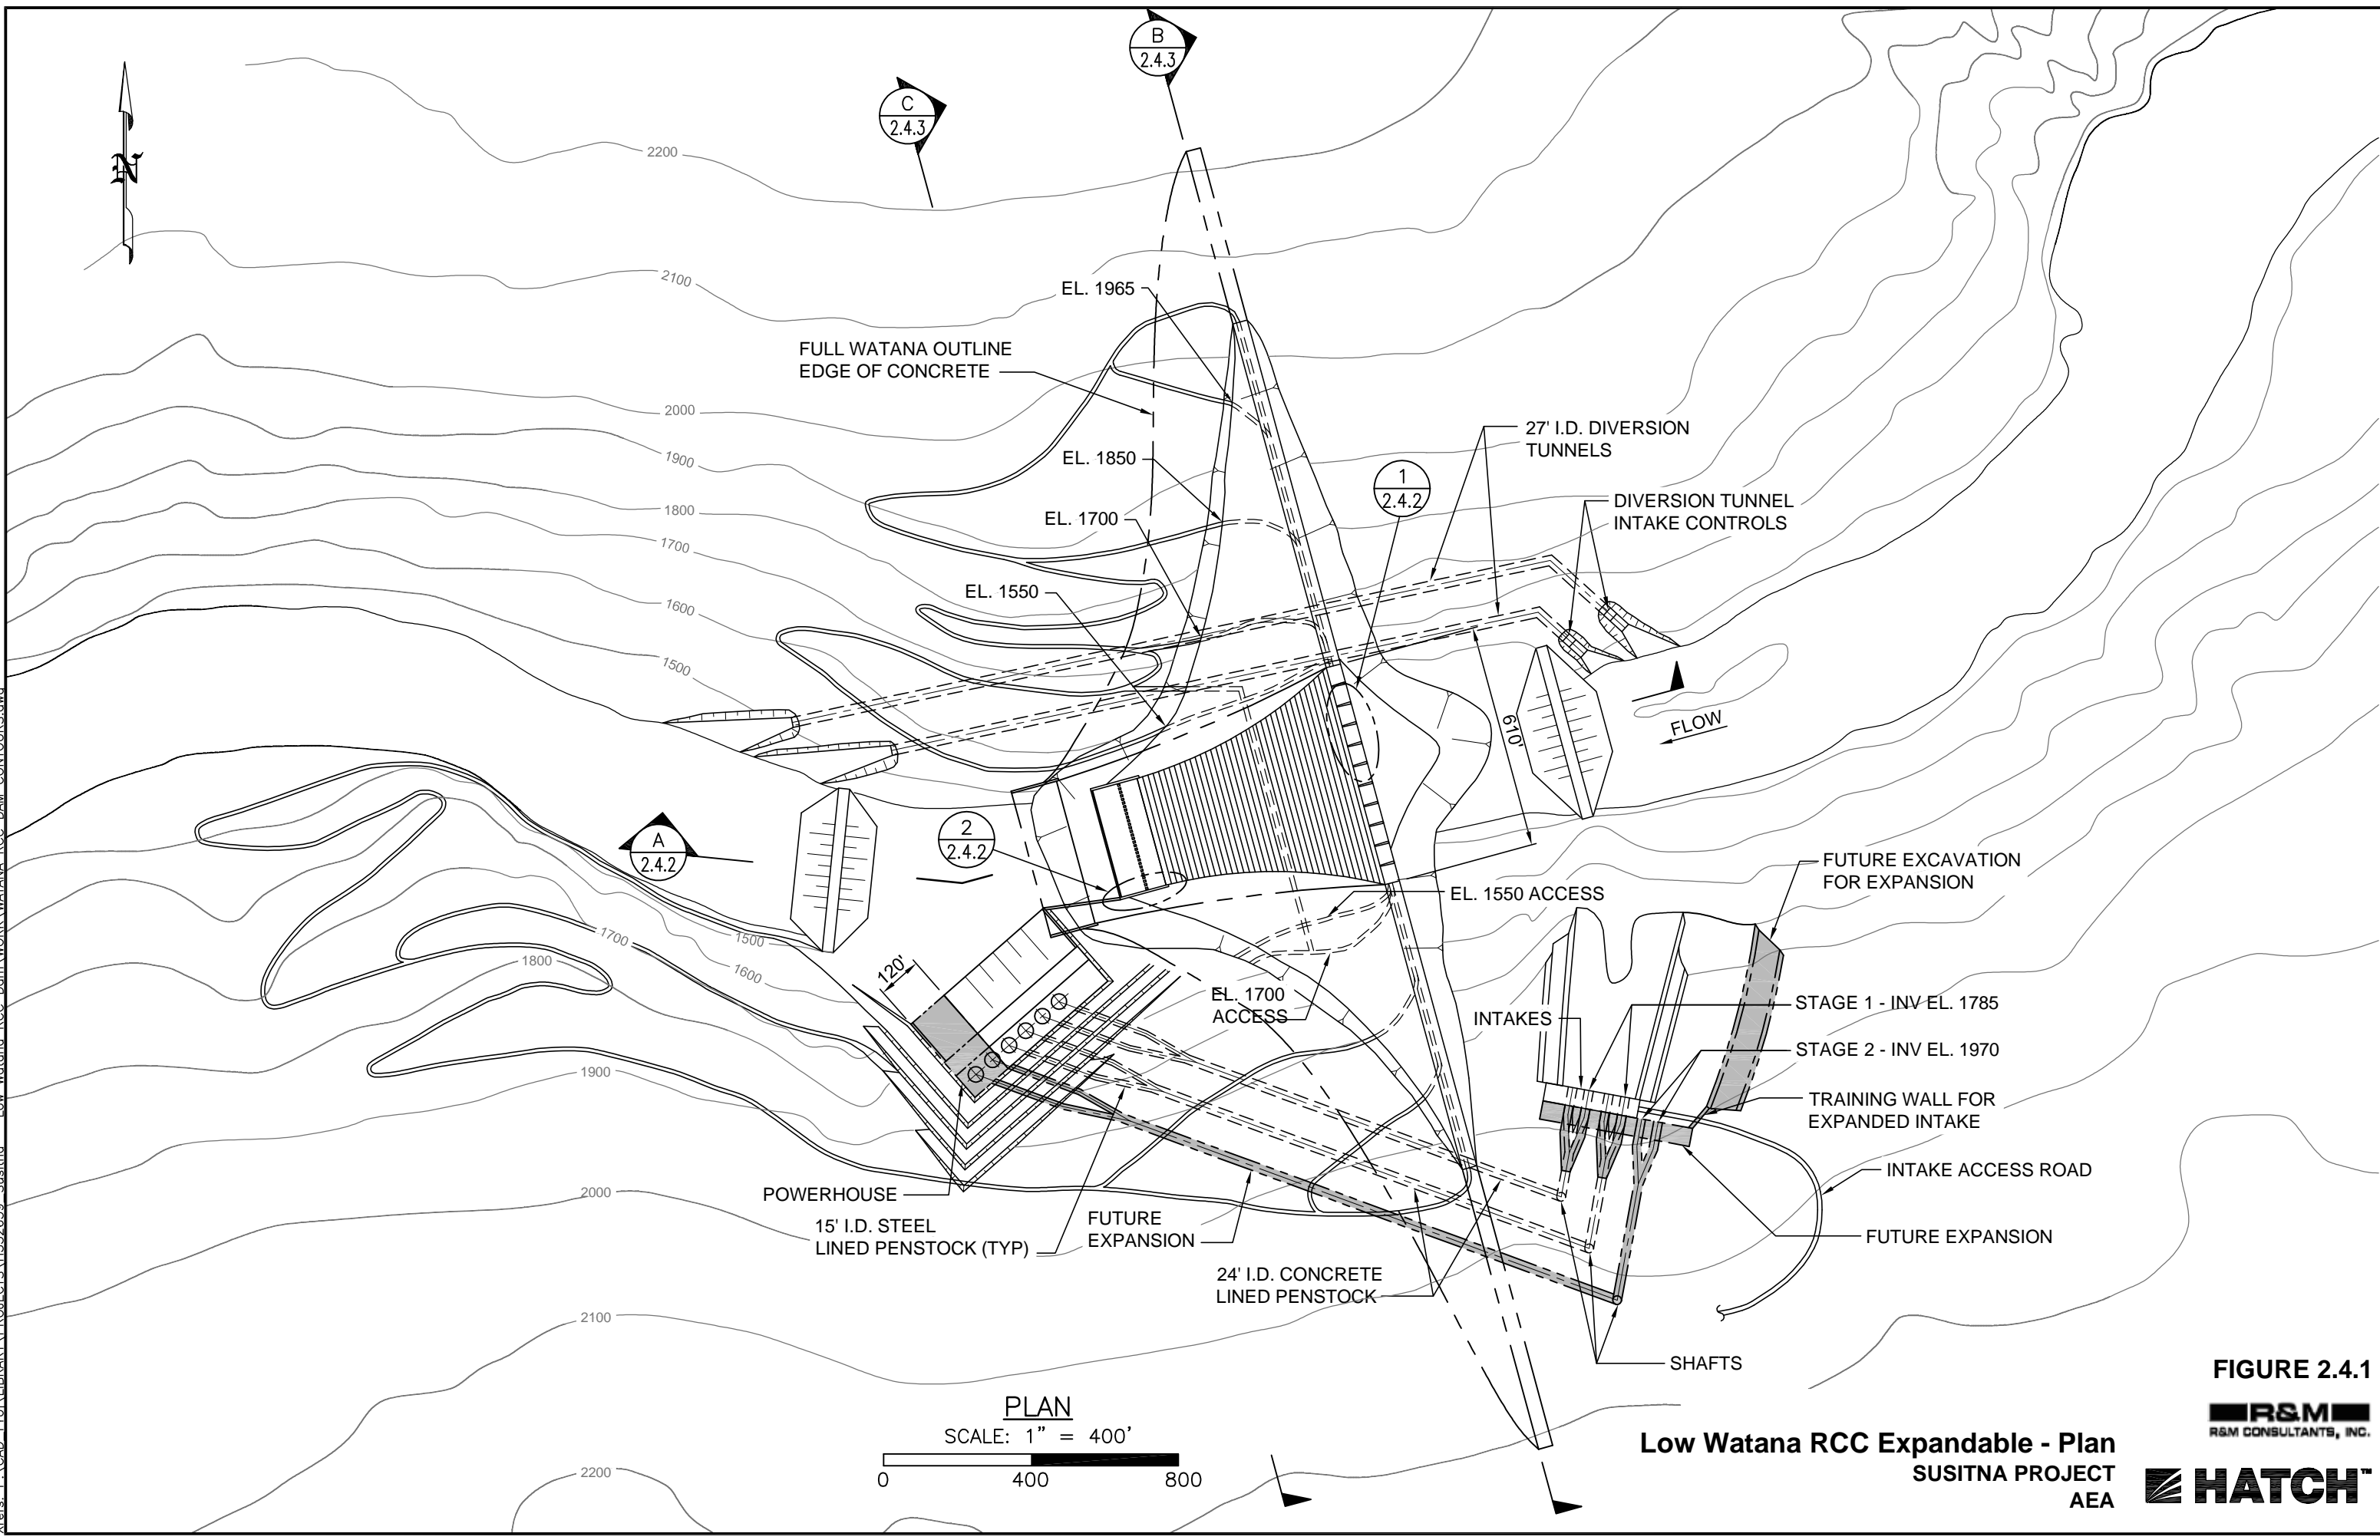 B
2.4.3
C
2.4.3
N
2200
2100
EL. 1965
FULL WATANA OUTLINE
EDGE OF CONCRETE
2000
27' I.D. DIVERSION
TUNNELS
1900
EL. 1850
1
2.4.2
DIVERSION TUNNEL
INTAKE CONTROLS
1800
EL. 1700
1700
EL. 1550
1600
1500
610'
FLOW
A
2.4.2
2
2.4.2
FUTURE EXCAVATION
FOR EXPANSION
EL. 1550 ACCESS
1700
1500
1800
1600
120'
EL. 1700
ACCESS
INTAKES
STAGE 1 - INV EL. 1785
STAGE 2 - INV EL. 1970
1900
TRAINING WALL FOR
EXPANDED INTAKE
INTAKE ACCESS ROAD
2000
POWERHOUSE
15' I.D. STEEL
LINED PENSTOCK (TYP)
FUTURE
EXPANSION
FUTURE EXPANSION
24' I.D. CONCRETE
LINED PENSTOCK
2100
SHAFTS
FIGURE 2.4.1
PLAN
SCALE: 1" = 400'
0 400 800
2200
R&M
R&M CONSULTANTS, INC.
Low Watana RCC Expandable - Plan
SUSITNA PROJECT
AEA
HATCH™